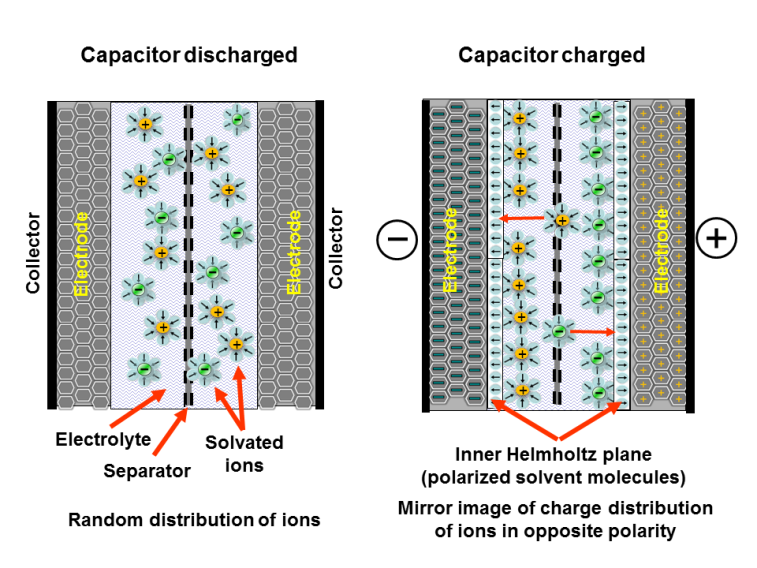 Capacitor discharged
Capacitor charged
Collector
Electrode
Electrode
Collector
Electrode
Electrode
Electrolyte
Separator
Solvated
ions
Random distribution of ions
Inner Helmholtz plane
(polarized solvent molecules)
Mirror image of charge distribution
of ions in opposite polarity